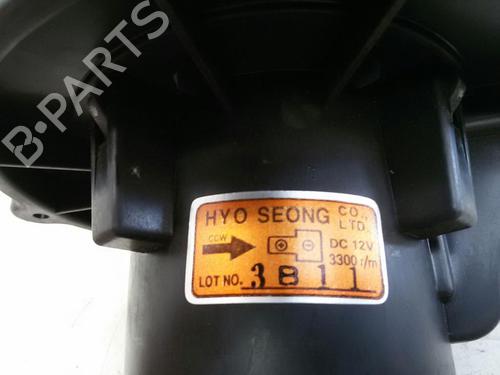 B-PARTS
HYO SEONG CO., LTD.
CCW
DC 12V
3300 r/m
LOT NO. 3B11